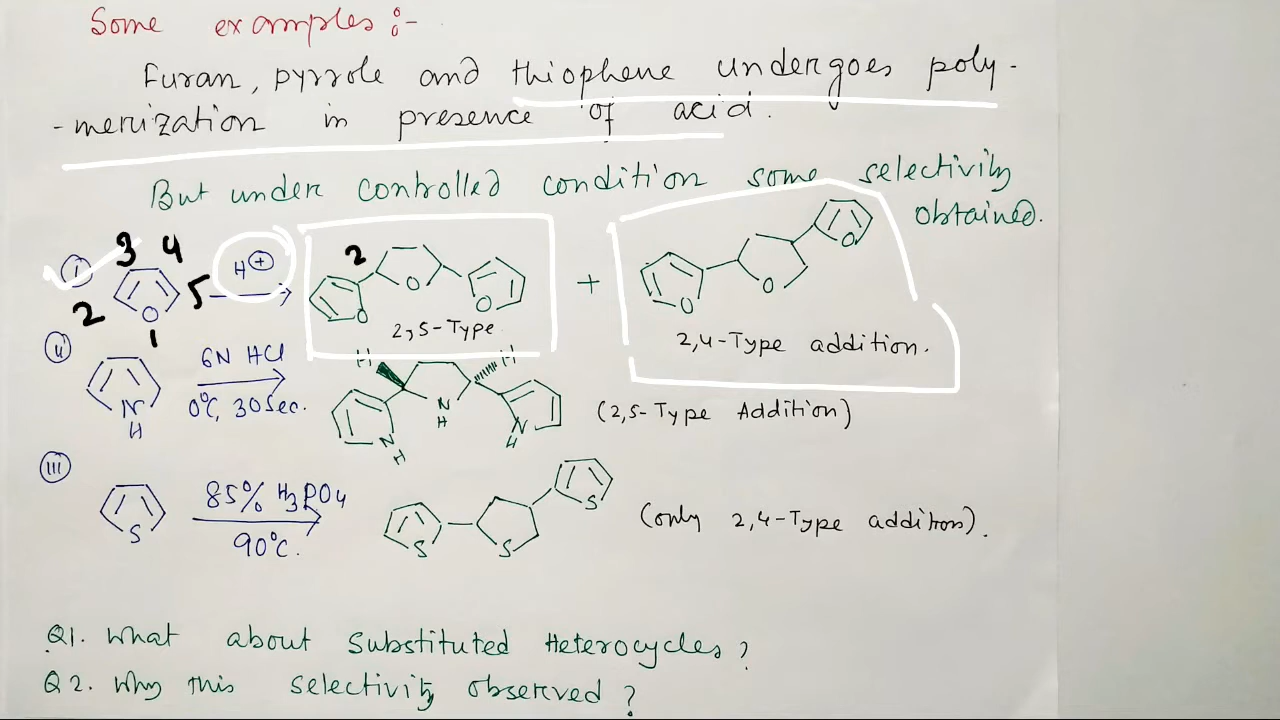 Some examples :-
Furan, pyrrole and thiophene undergoes poly-
-merization in presence of acid.
But under controlled condition some selectivity
obtained.
(i) 2 3 4 5 1 O H⊕ 2 O O O 2,5-Type + O O O 2,4-Type addition.
(ii) N H 6N HCl 0°C, 30 Sec. H H N H N H N H (2,5-Type Addition)
(iii) S 85% H3PO4 90°C. S S S (only 2,4-Type addition).
Q1. What about substituted Heterocycles?
Q2. Why this selectivity observed?